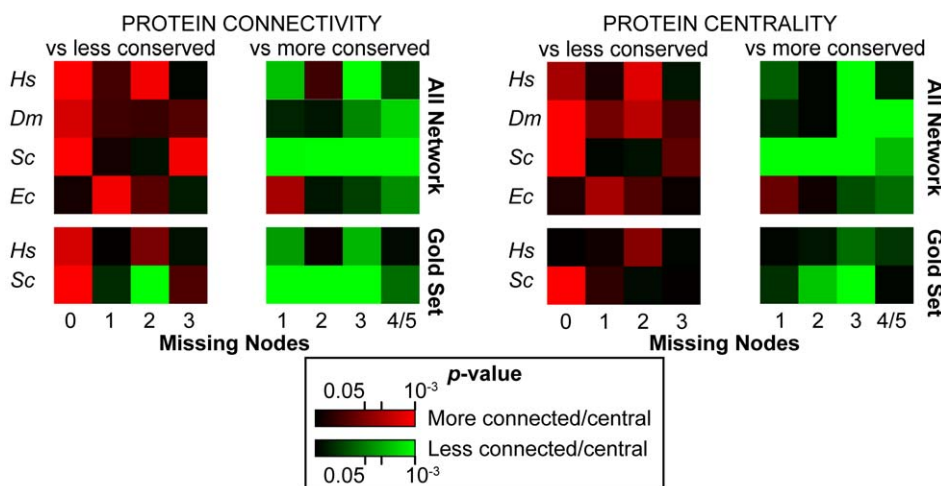 PROTEIN CONNECTIVITY
vs less conserved
vs more conserved
Hs
Dm
Sc
Ec
All Network
Hs
Sc
Gold Set
0 1 2 3
1 2 3 4/5
Missing Nodes
PROTEIN CENTRALITY
vs less conserved
vs more conserved
Hs
Dm
Sc
Ec
All Network
Hs
Sc
Gold Set
0 1 2 3
1 2 3 4/5
Missing Nodes
p-value
0.05 10⁻³
More connected/central
Less connected/central
0.05 10⁻³